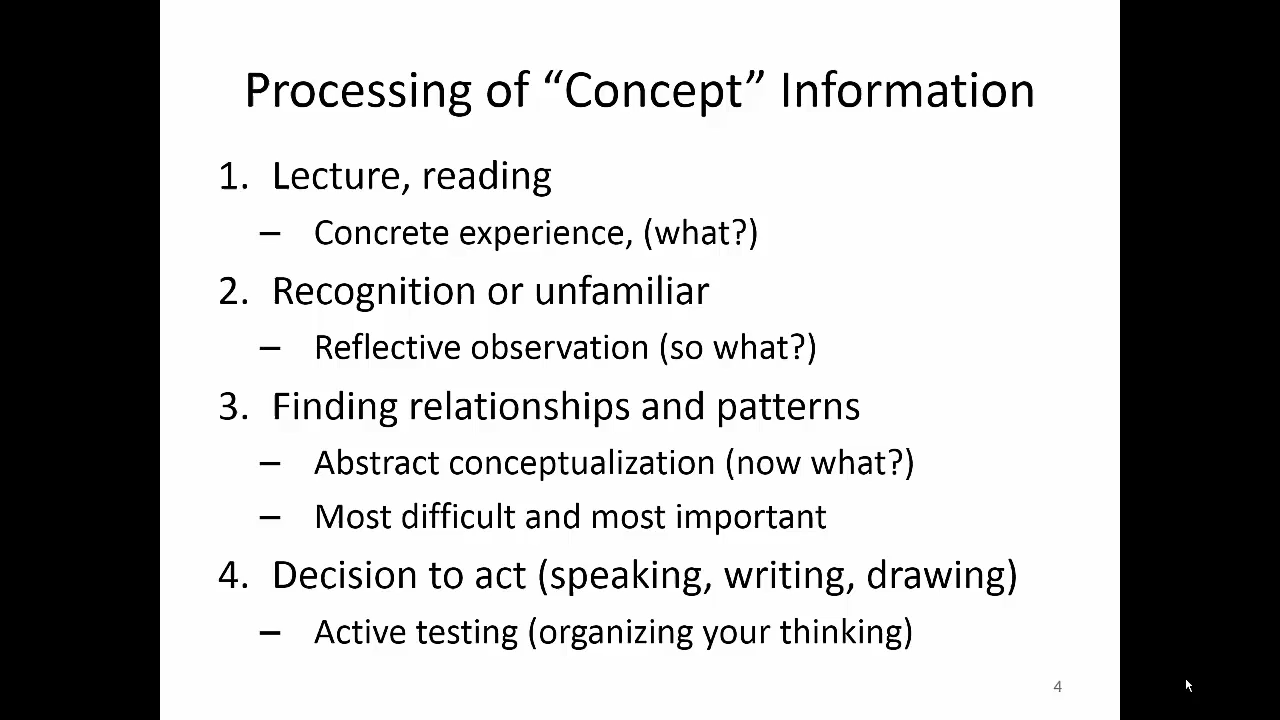 Processing of “Concept” Information
1. Lecture, reading
– Concrete experience, (what?)
2. Recognition or unfamiliar
– Reflective observation (so what?)
3. Finding relationships and patterns
– Abstract conceptualization (now what?)
– Most difficult and most important
4. Decision to act (speaking, writing, drawing)
– Active testing (organizing your thinking)
4